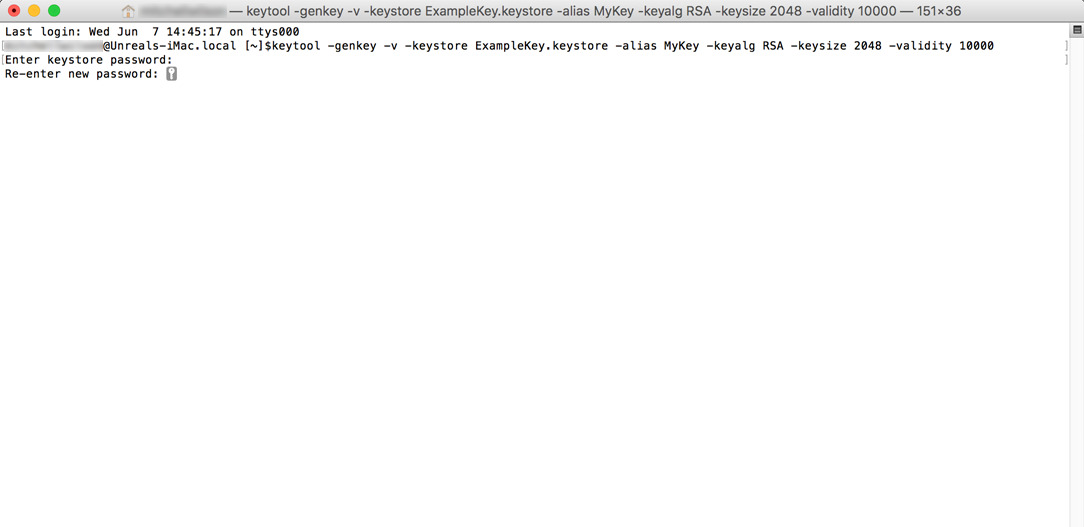 — keytool -genkey -v -keystore ExampleKey.keystore -alias MyKey -keyalg RSA -keysize 2048 -validity 10000 — 151×36
Last login: Wed Jun  7 14:45:17 on ttys000
@Unreals-iMac.local [~]$keytool -genkey -v -keystore ExampleKey.keystore -alias MyKey -keyalg RSA -keysize 2048 -validity 10000
Enter keystore password:
Re-enter new password: